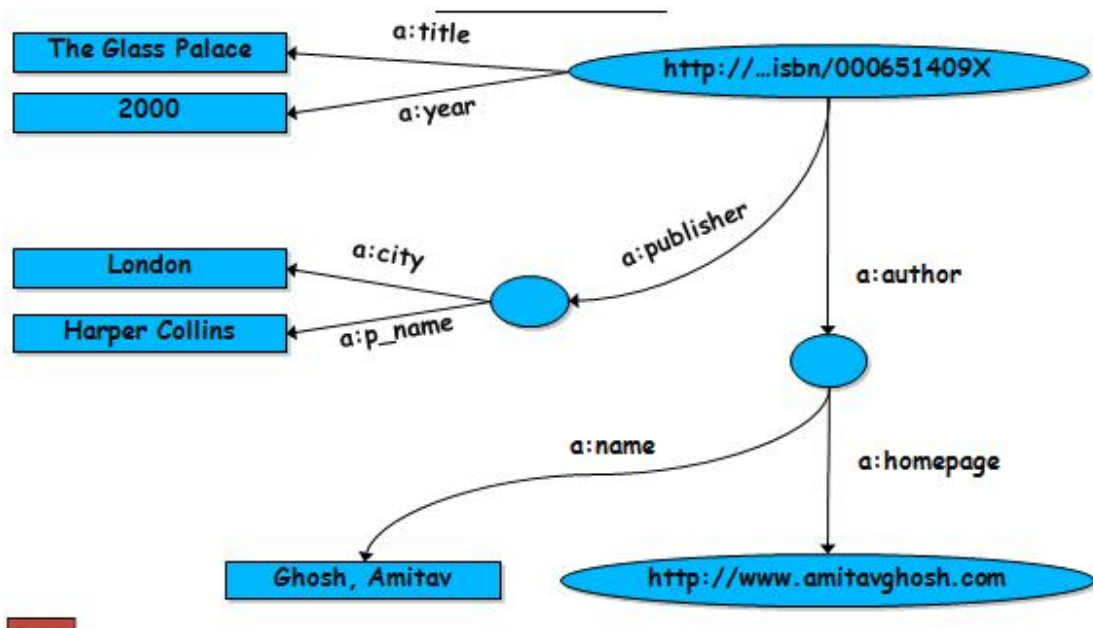 a:title
The Glass Palace
http://…isbn/000651409X
2000
a:year
a:publisher
a:city
London
a:author
Harper Collins
a:p_name
a:name
a:homepage
Ghosh, Amitav
http://www.amitavghosh.com